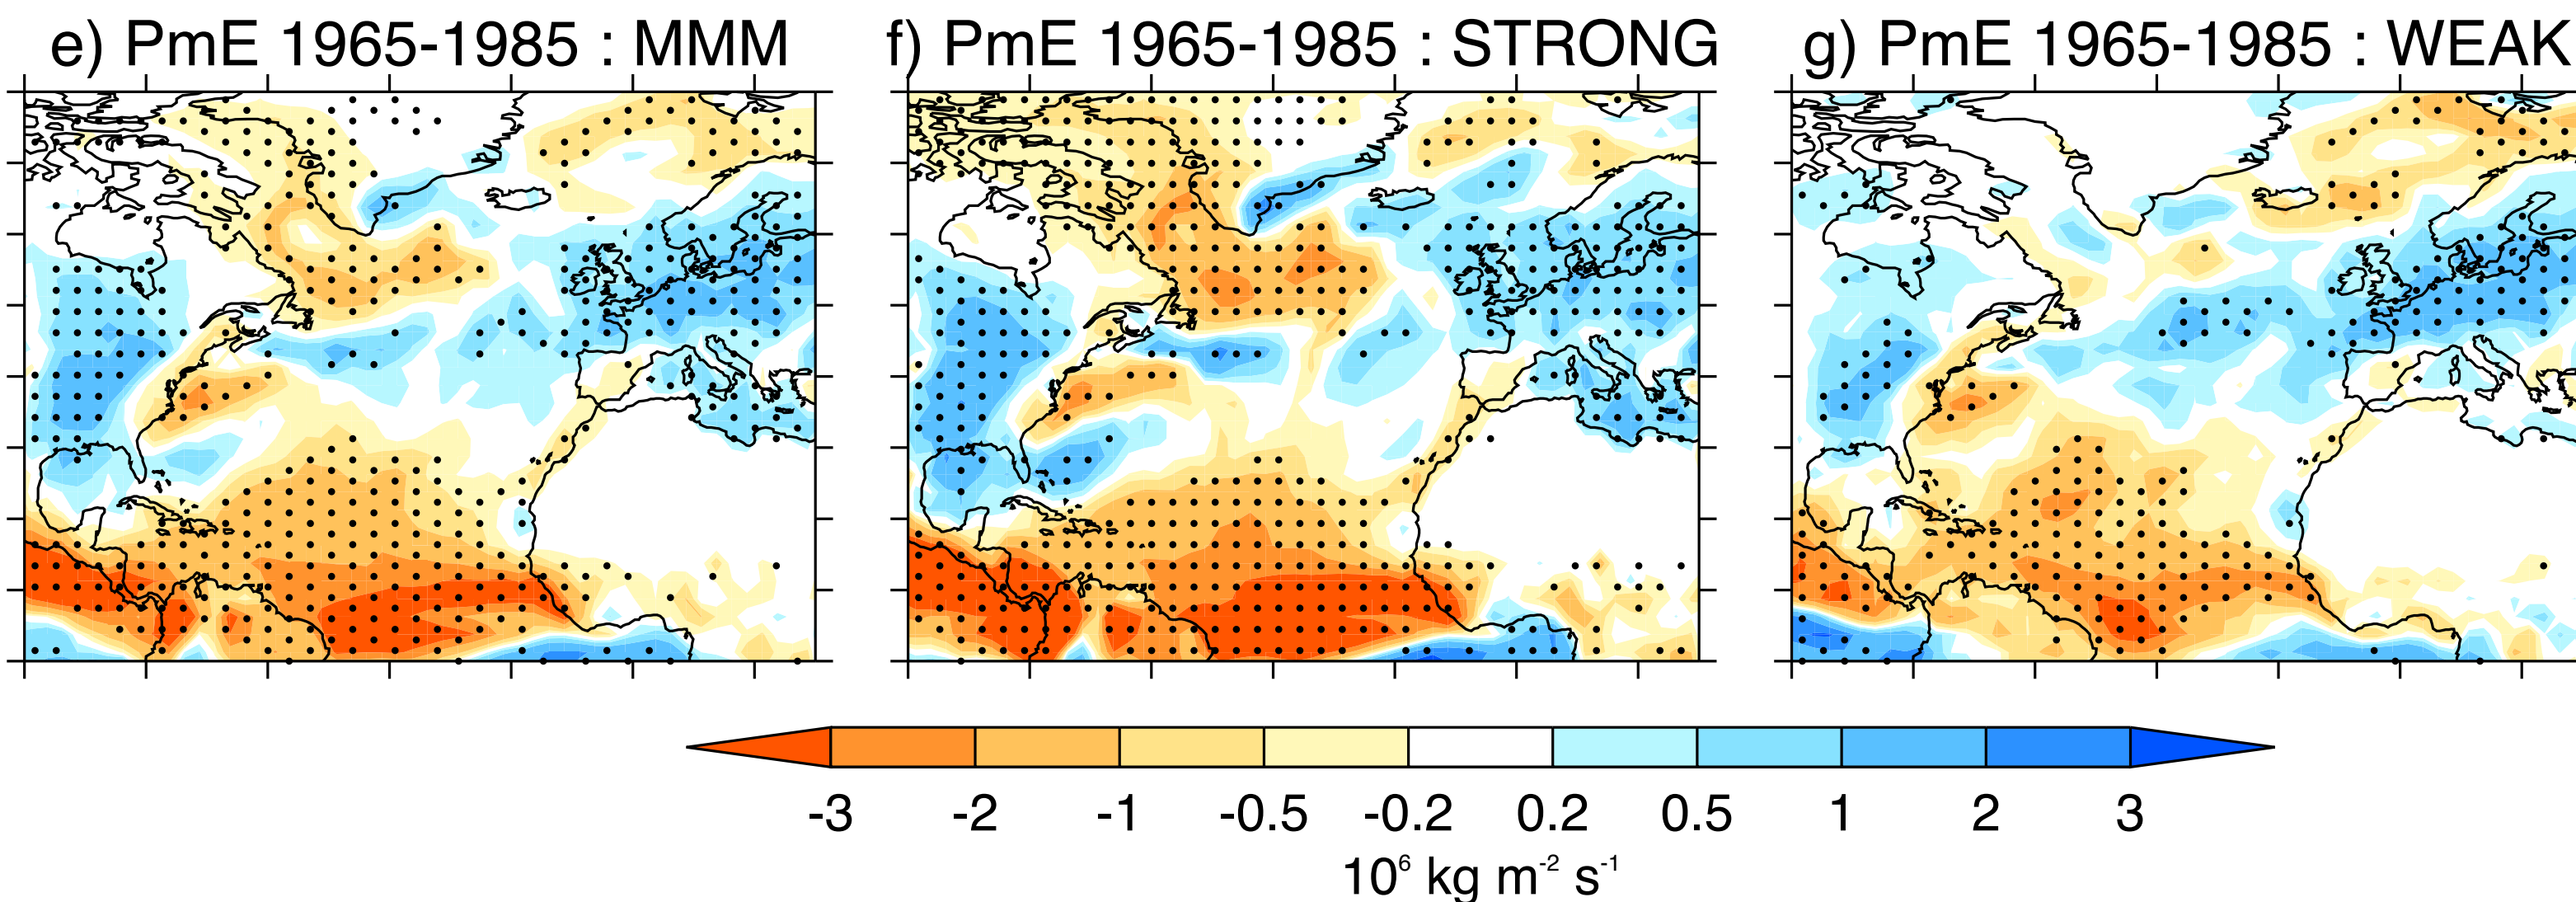 e) PmE 1965-1985 : MMM
f) PmE 1965-1985 : STRONG
g) PmE 1965-1985 : WEAK
-3 -2 -1 -0.5 -0.2 0.2 0.5 1 2 3
10⁶ kg m⁻² s⁻¹